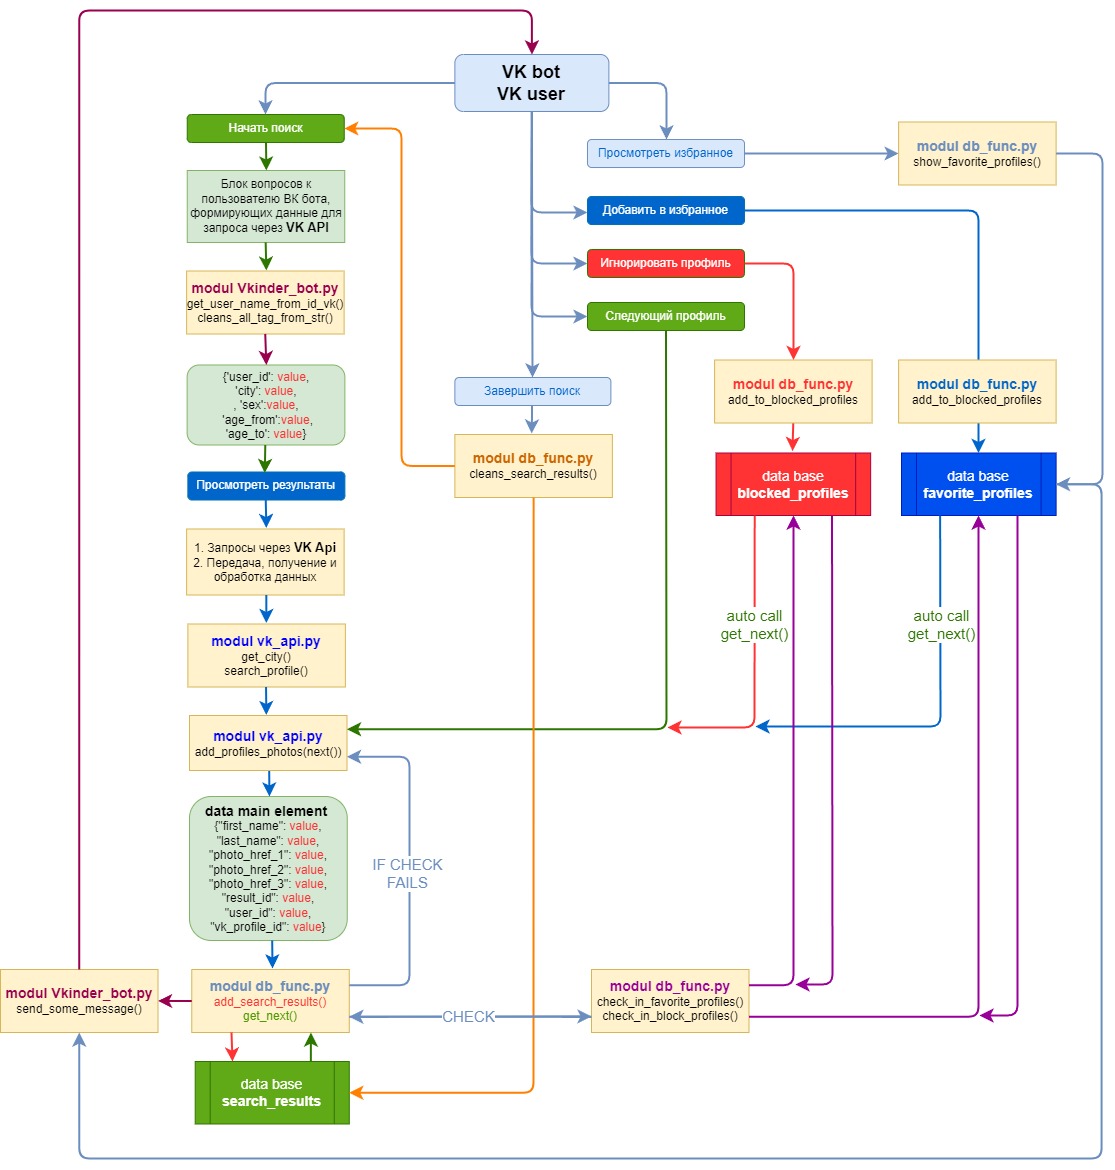 VK bot
VK user
Начать поиск
Блок вопросов к
пользователю ВК бота,
формирующих данные для
запроса через VK API
modul Vkinder_bot.py
get_user_name_from_id_vk()
cleans_all_tag_from_str()
{'user_id': value,
'city': value,
, 'sex':value,
'age_from':value,
'age_to': value}
Просмотреть результаты
1. Запросы через VK Api
2. Передача, получение и
обработка данных
modul vk_api.py
get_city()
search_profile()
modul vk_api.py
add_profiles_photos(next())
data main element
{"first_name": value,
"last_name": value,
"photo_href_1": value,
"photo_href_2": value,
"photo_href_3": value,
"result_id": value,
"user_id": value,
"vk_profile_id": value}
IF CHECK
FAILS
modul Vkinder_bot.py
send_some_message()
modul db_func.py
add_search_results()
get_next()
CHECK
data base
search_results
Просмотреть избранное
modul db_func.py
show_favorite_profiles()
Добавить в избранное
Игнорировать профиль
Следующий профиль
Завершить поиск
modul db_func.py
cleans_search_results()
modul db_func.py
add_to_blocked_profiles
modul db_func.py
add_to_blocked_profiles
data base
blocked_profiles
data base
favorite_profiles
auto call
get_next()
auto call
get_next()
modul db_func.py
check_in_favorite_profiles()
check_in_block_profiles()